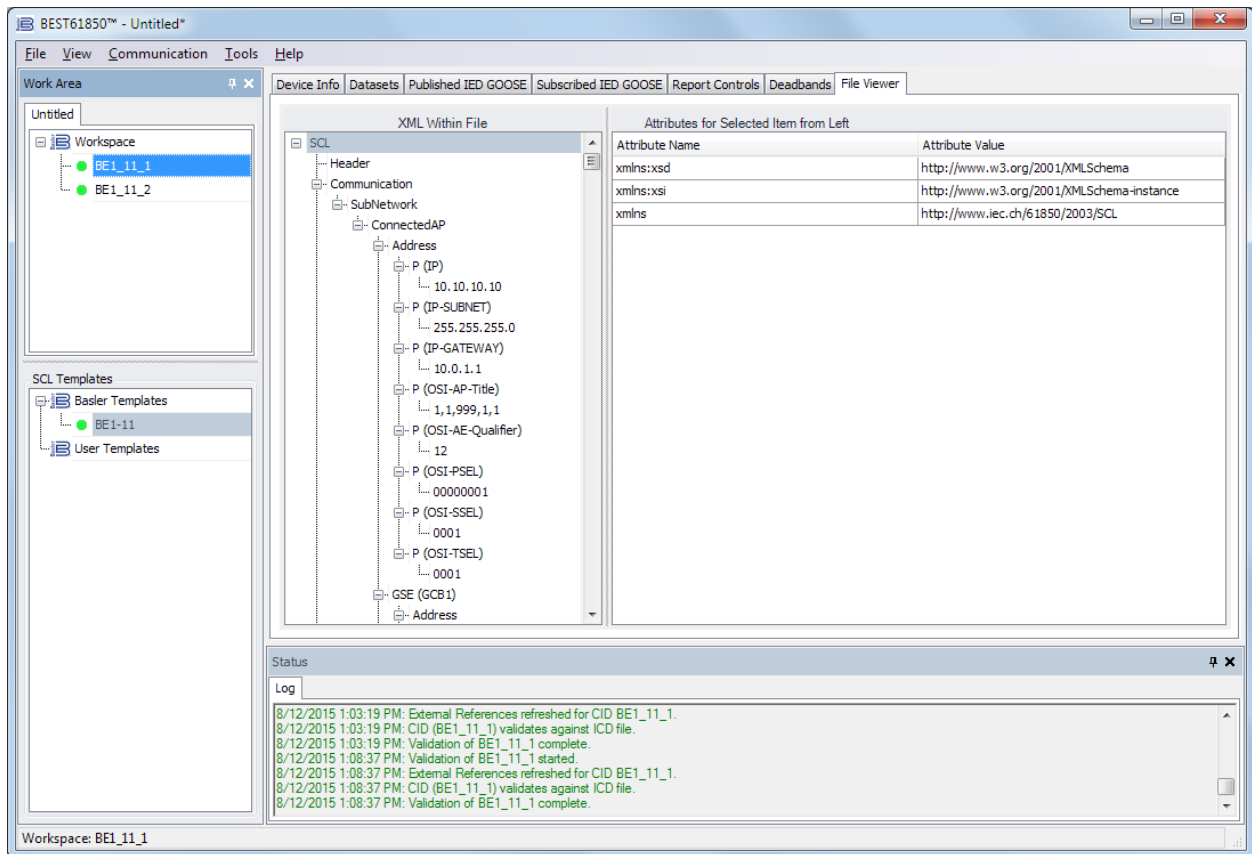 BEST61850™ - Untitled*
File View Communication Tools Help
Work Area
Untitled
Workspace
BE1_11_1
BE1_11_2
SCL Templates
Basler Templates
BE1-11
User Templates
Device Info Datasets Published IED GOOSE Subscribed IED GOOSE Report Controls Deadbands File Viewer
XML Within File
SCL
Header
Communication
SubNetwork
ConnectedAP
Address
P (IP)
10.10.10.10
P (IP-SUBNET)
255.255.255.0
P (IP-GATEWAY)
10.0.1.1
P (OSI-AP-Title)
1,1,999,1,1
P (OSI-AE-Qualifier)
12
P (OSI-PSEL)
00000001
P (OSI-SSEL)
0001
P (OSI-TSEL)
0001
GSE (GCB1)
Address
Attributes for Selected Item from Left
Attribute Name Attribute Value
xmlns:xsd http://www.w3.org/2001/XMLSchema
xmlns:xsi http://www.w3.org/2001/XMLSchema-instance
xmlns http://www.iec.ch/61850/2003/SCL
Status
Log
8/12/2015 1:03:19 PM: External References refreshed for CID BE1_11_1.
8/12/2015 1:03:19 PM: CID (BE1_11_1) validates against ICD file.
8/12/2015 1:03:19 PM: Validation of BE1_11_1 complete.
8/12/2015 1:08:37 PM: Validation of BE1_11_1 started.
8/12/2015 1:08:37 PM: External References refreshed for CID BE1_11_1.
8/12/2015 1:08:37 PM: CID (BE1_11_1) validates against ICD file.
8/12/2015 1:08:37 PM: Validation of BE1_11_1 complete.
Workspace: BE1_11_1